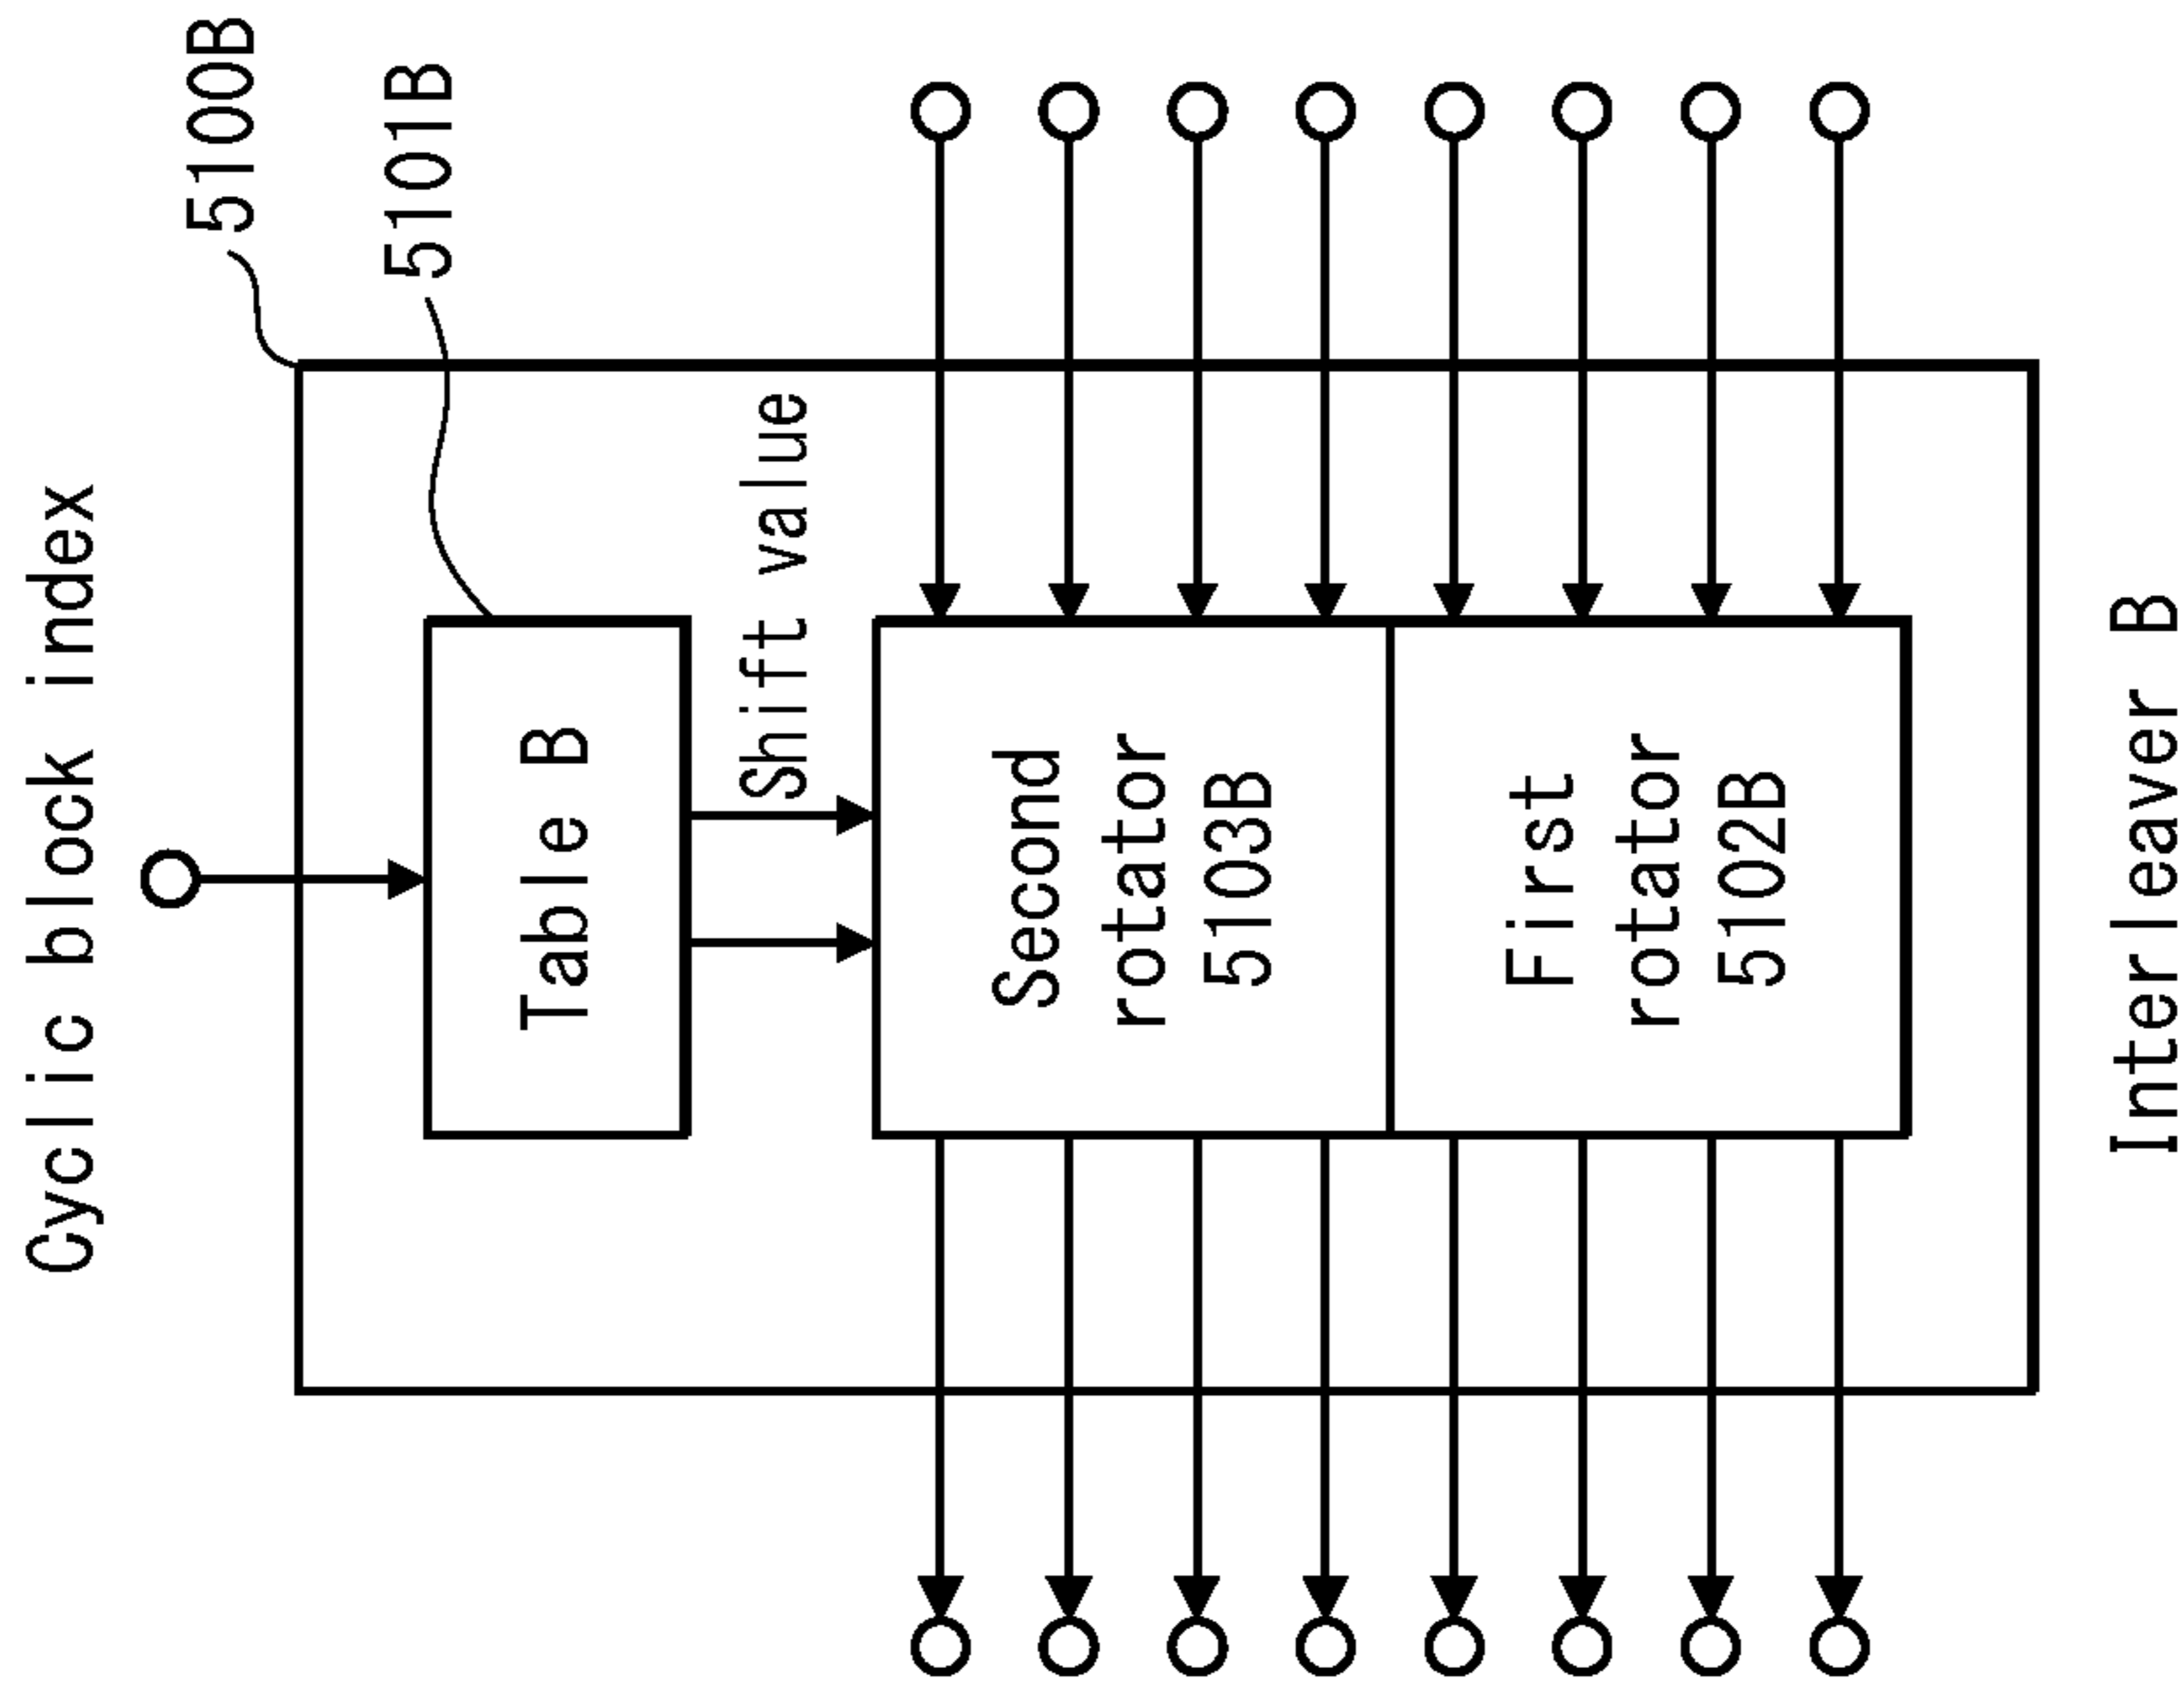 Cyclic block index
5100B
5101B
Table B
Shift value
Second
rotator
5103B
First
rotator
5102B
Interleaver B